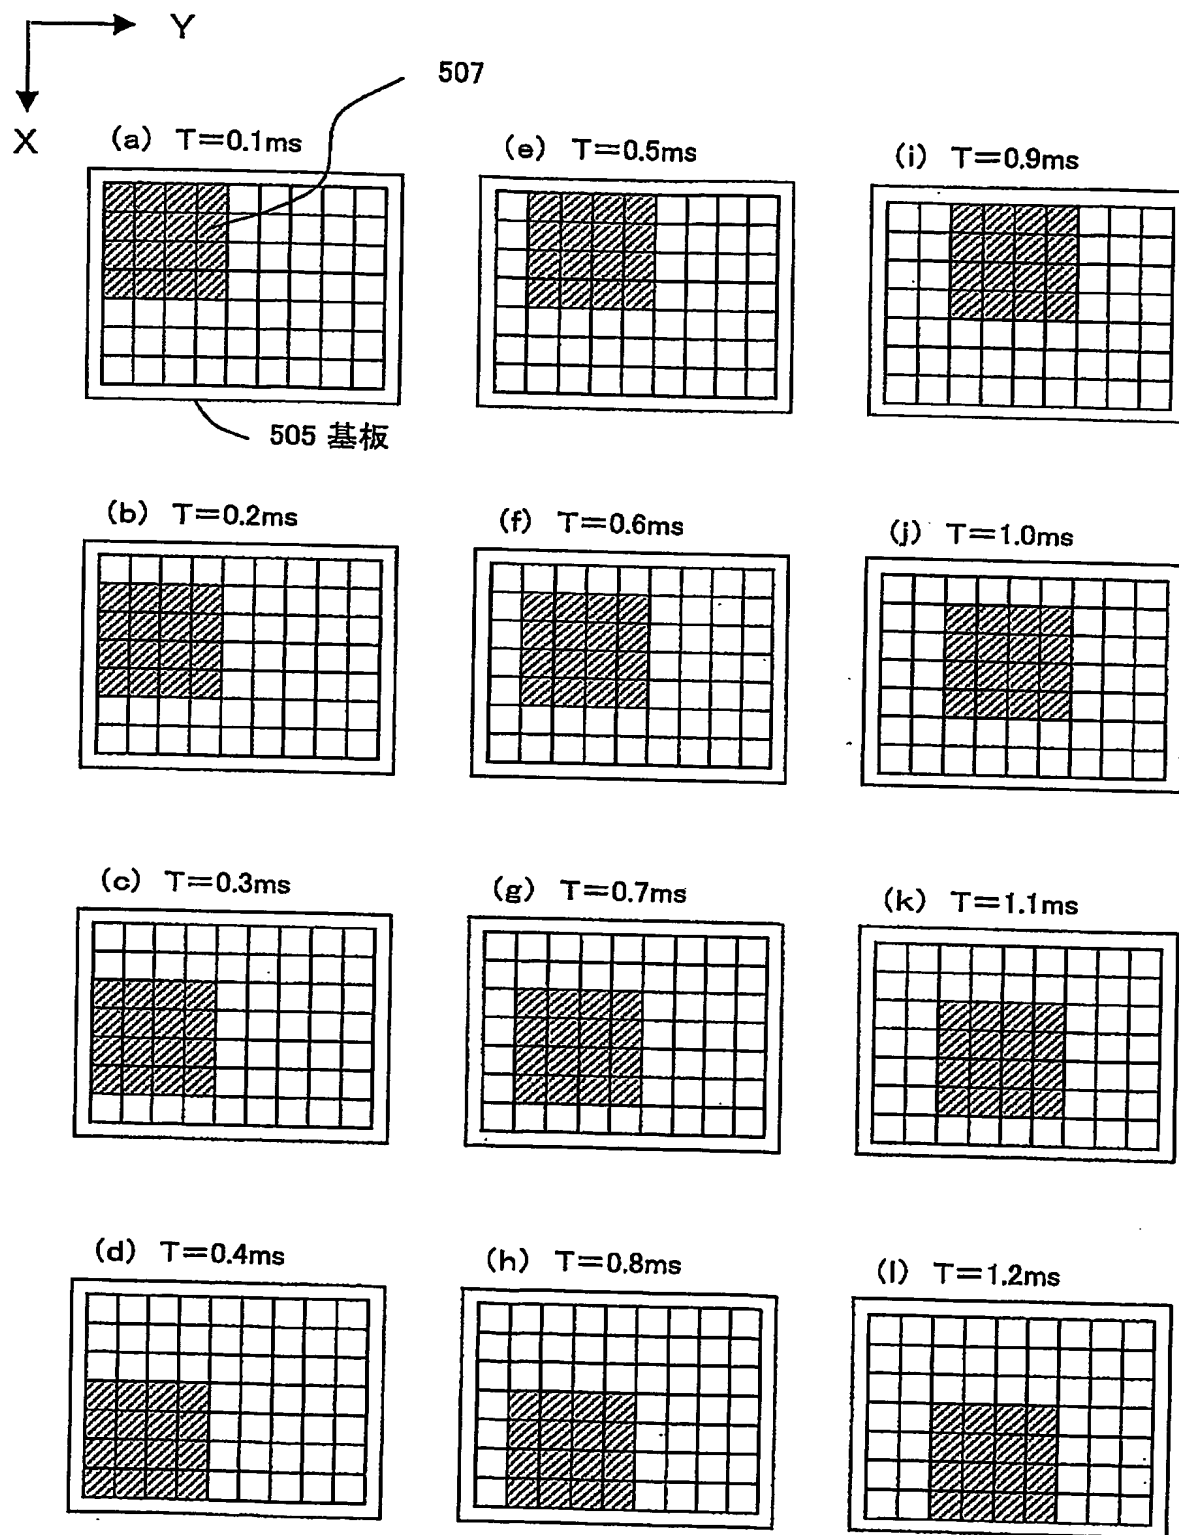 Y
X
507
(a) T=0.1ms
(e) T=0.5ms
(i) T=0.9ms
505 基板
(b) T=0.2ms
(f) T=0.6ms
(j) T=1.0ms
(c) T=0.3ms
(g) T=0.7ms
(k) T=1.1ms
(d) T=0.4ms
(h) T=0.8ms
(l) T=1.2ms